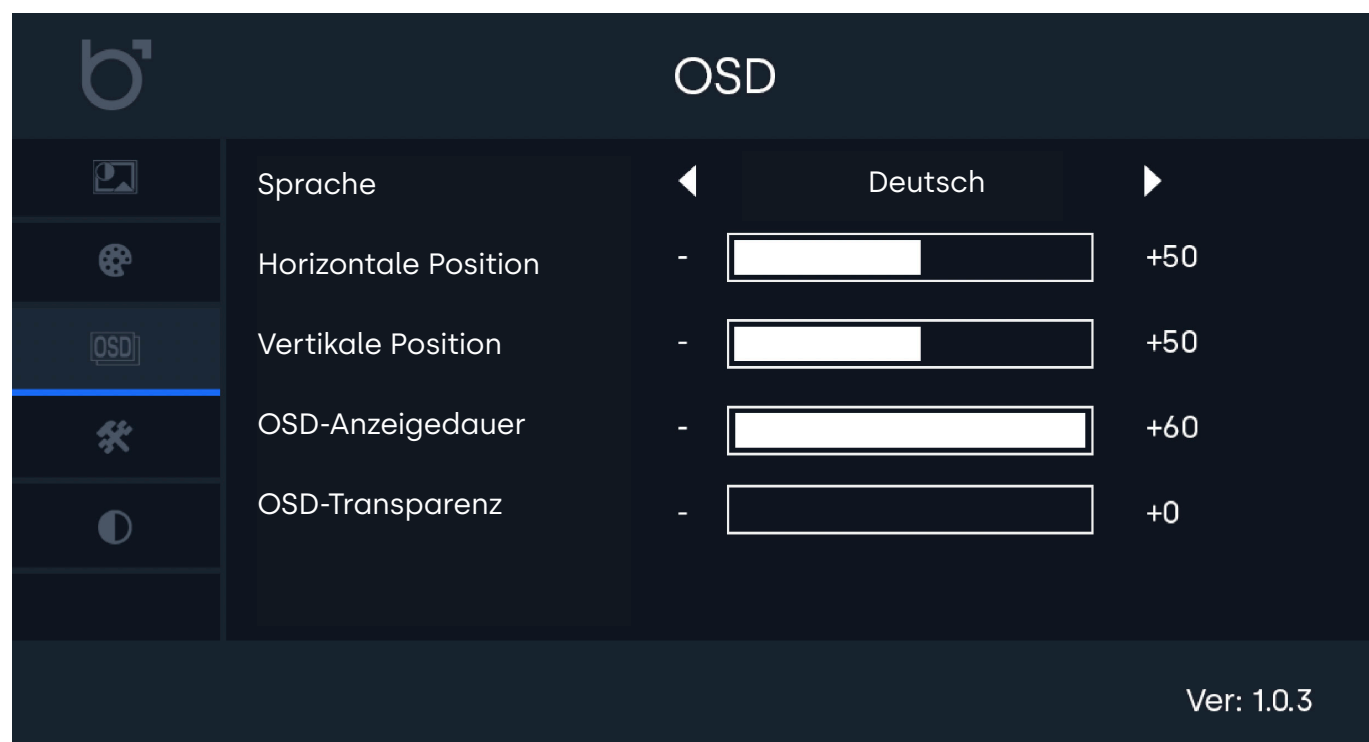 OSD
Sprache Deutsch
Horizontale Position - +50
Vertikale Position - +50
OSD
OSD-Anzeigedauer - +60
OSD-Transparenz - +0
Ver: 1.0.3